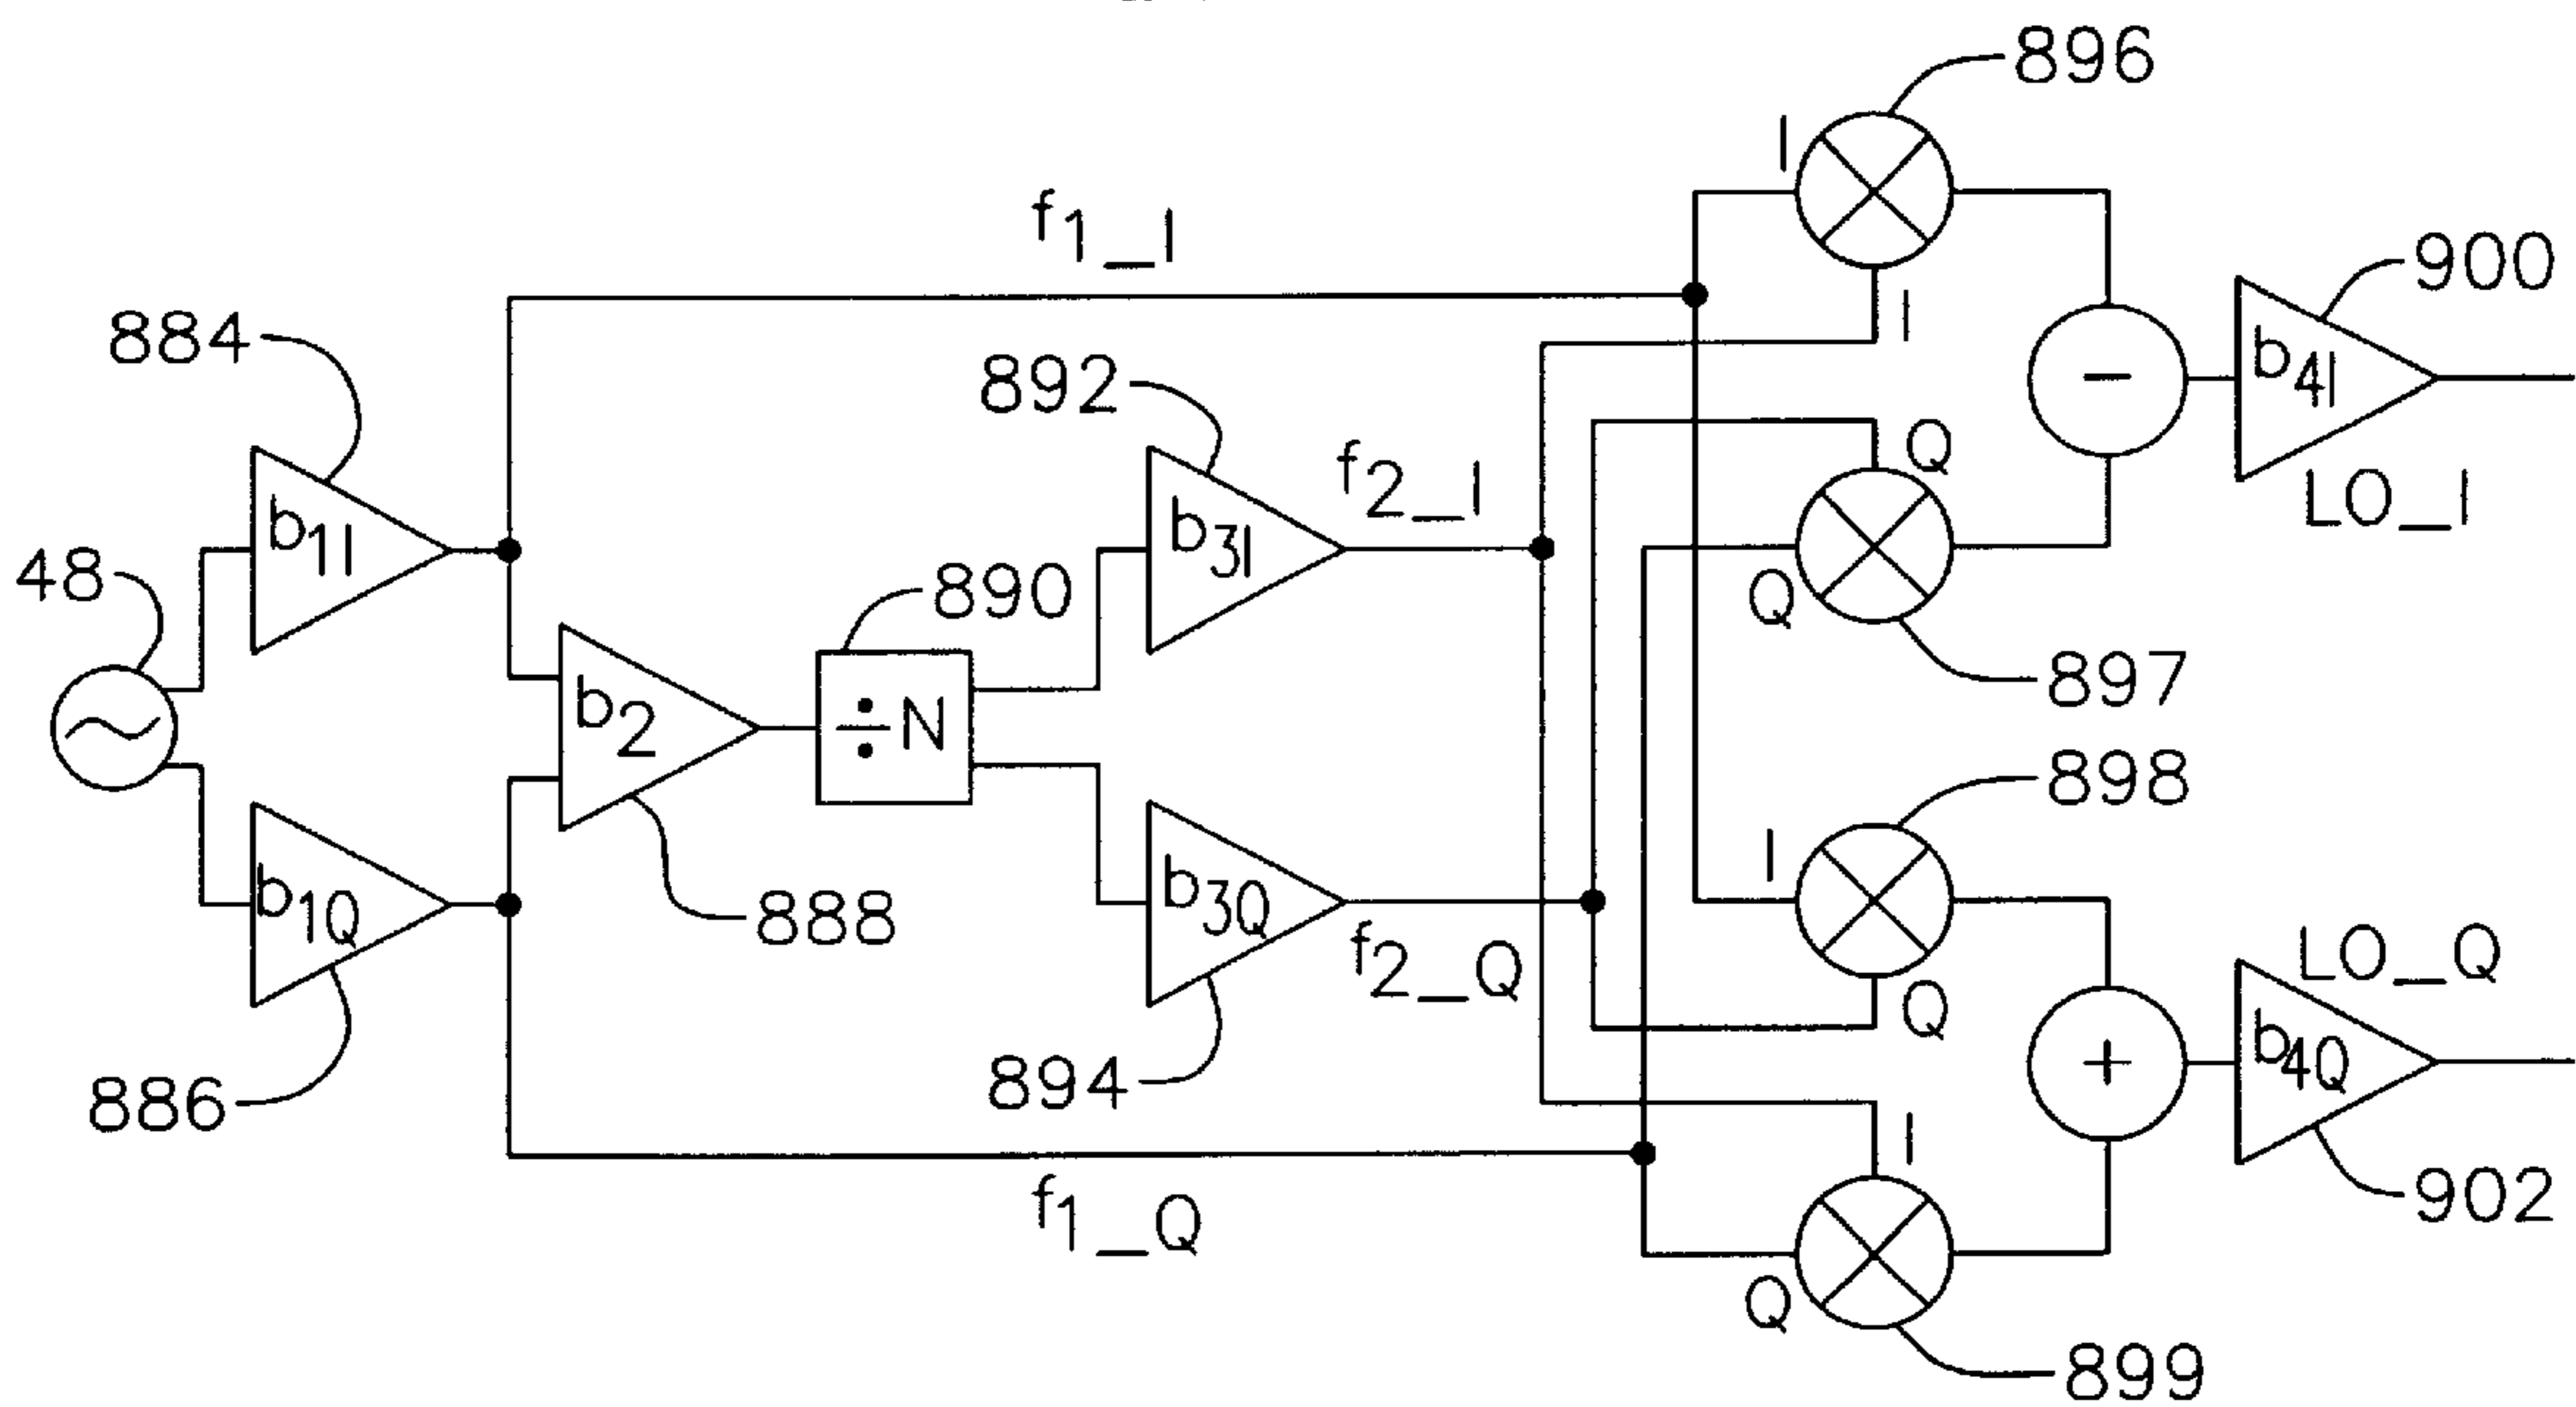 896
I
f1_I
900
I
884
892
b4I
Q
f2_I
LO_I
b1I
b3I
48
890
Q
897
b2
÷N
898
I
b1Q
b3Q
888
LO_Q
f2_Q
Q
b4Q
894
886
I
f1_Q
902
Q
899